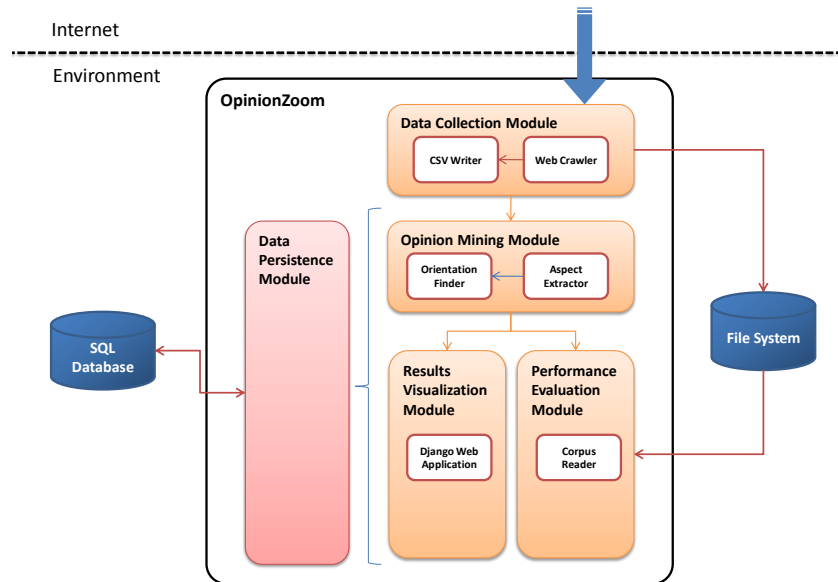 Internet
Environment
OpinionZoom
Data Collection Module
CSV Writer
Web Crawler
Data
Persistence
Module
Opinion Mining Module
Orientation
Finder
Aspect
Extractor
SQL
Database
File System
Results
Visualization
Module
Performance
Evaluation
Module
Django Web
Application
Corpus
Reader